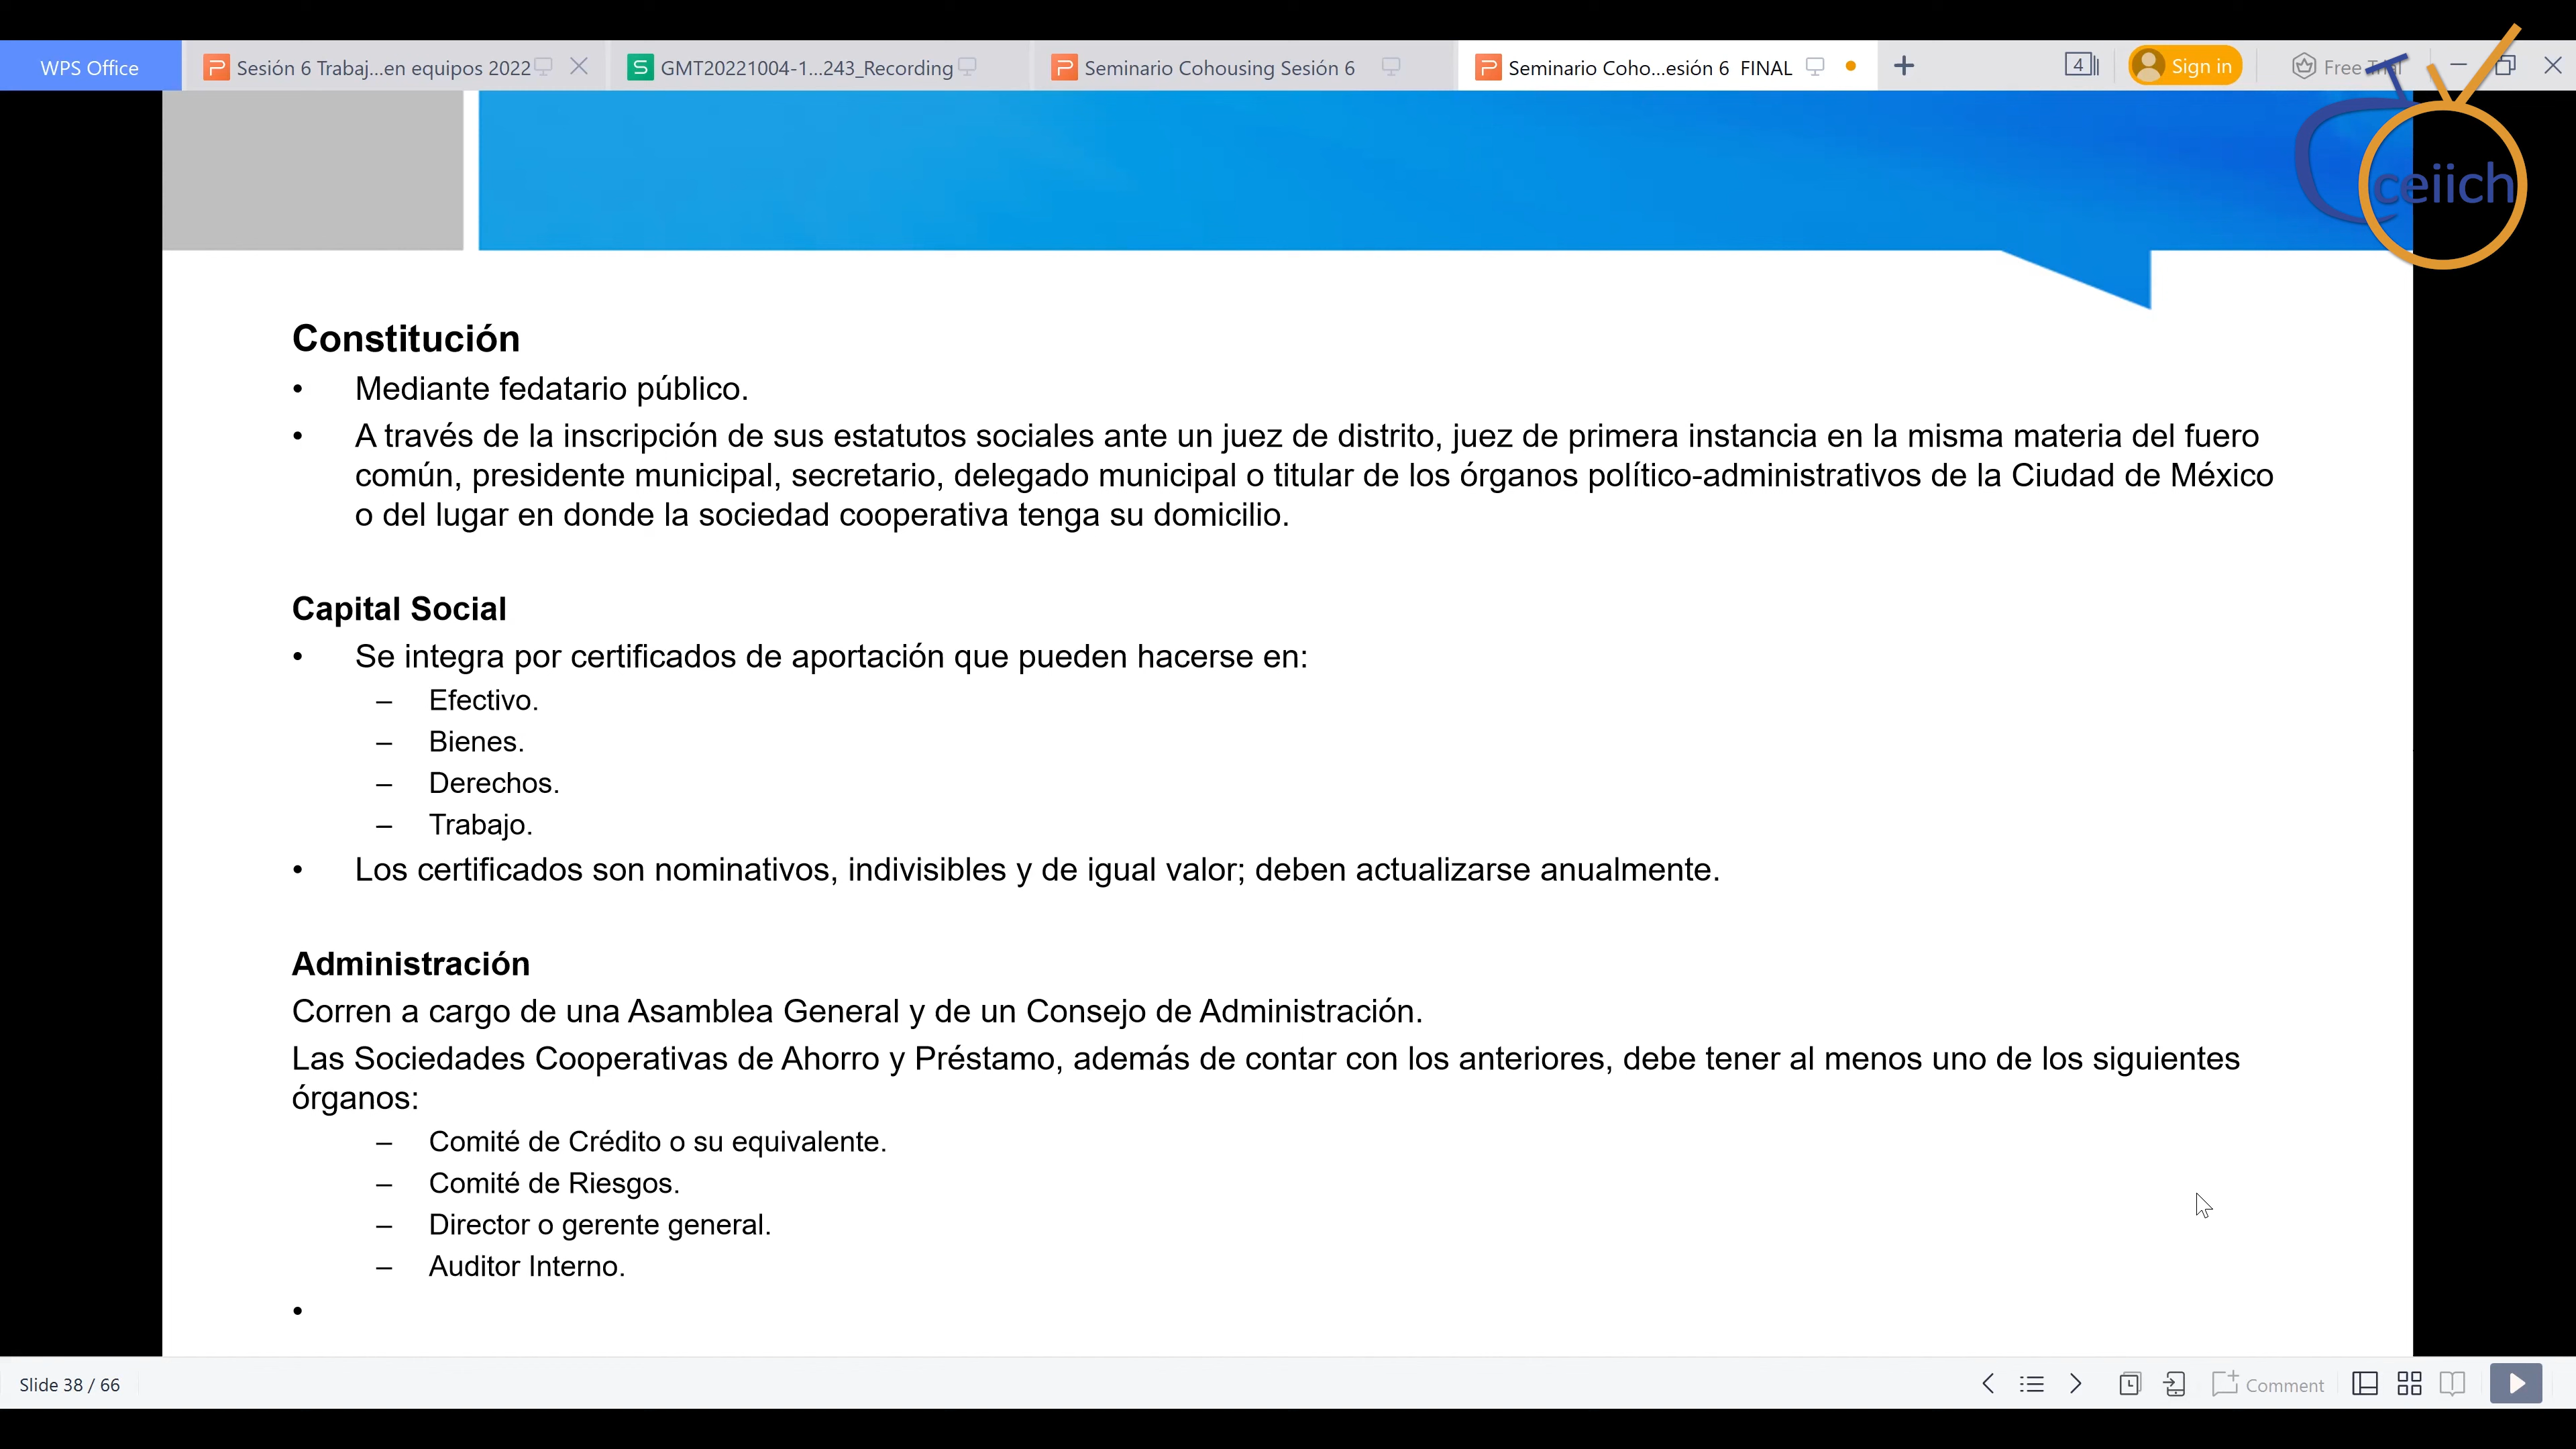 WPS Office
Sesión 6 Trabaj...en equipos 2022
GMT20221004-1...243_Recording
Seminario Cohousing Sesión 6
Seminario Coho...esión 6 FINAL
4
Sign in
Free Trial
ceiich
Constitución
• Mediante fedatario público.
• A través de la inscripción de sus estatutos sociales ante un juez de distrito, juez de primera instancia en la misma materia del fuero
común, presidente municipal, secretario, delegado municipal o titular de los órganos político-administrativos de la Ciudad de México
o del lugar en donde la sociedad cooperativa tenga su domicilio.
Capital Social
• Se integra por certificados de aportación que pueden hacerse en:
– Efectivo.
– Bienes.
– Derechos.
– Trabajo.
• Los certificados son nominativos, indivisibles y de igual valor; deben actualizarse anualmente.
Administración
Corren a cargo de una Asamblea General y de un Consejo de Administración.
Las Sociedades Cooperativas de Ahorro y Préstamo, además de contar con los anteriores, debe tener al menos uno de los siguientes
órganos:
– Comité de Crédito o su equivalente.
– Comité de Riesgos.
– Director o gerente general.
– Auditor Interno.
•
Slide 38 / 66
Comment